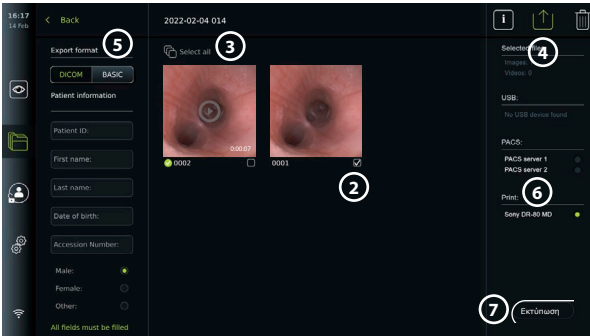 16:17
14 Feb
Back
2022-02-04 014
i
Export format
5
DICOM
BASIC
Patient information
Patient ID:
First name:
Last name:
Date of birth:
Accession Number:
Male:
Female:
Other:
All fields must be filled
Select all
3
0:00:07
0002
0001
2
4
Selected files
Images:
Videos: 0
USB:
No USB device found
PACS:
PACS server 1
PACS server 2
6
Print:
Sony DR-80 MD
7
Εκτύπωση